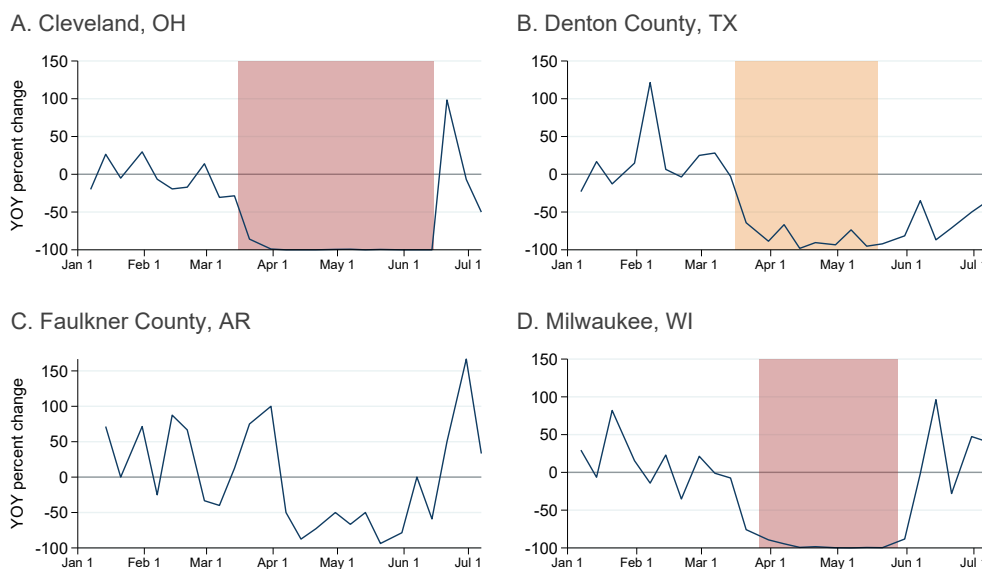 A. Cleveland, OH
YOY percent change
150
100
50
0
-50
-100
Jan 1 Feb 1 Mar 1 Apr 1 May 1 Jun 1 Jul 1
B. Denton County, TX
150
100
50
0
-50
-100
Jan 1 Feb 1 Mar 1 Apr 1 May 1 Jun 1 Jul
C. Faulkner County, AR
YOY percent change
150
100
50
0
-50
-100
Jan 1 Feb 1 Mar 1 Apr 1 May 1 Jun 1 Jul 1
D. Milwaukee, WI
150
100
50
0
-50
-100
Jan 1 Feb 1 Mar 1 Apr 1 May 1 Jun 1 Jul